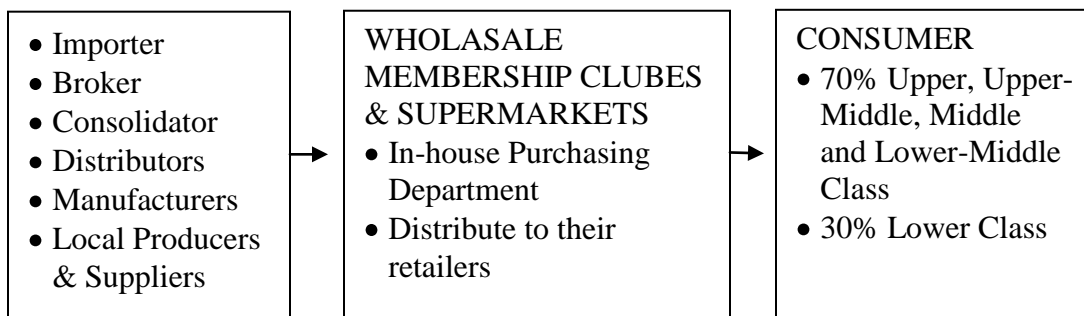 • Importer
• Broker
• Consolidator
• Distributors
• Manufacturers
• Local Producers
& Suppliers
WHOLASALE
MEMBERSHIP CLUBES
& SUPERMARKETS
• In-house Purchasing
Department
• Distribute to their
retailers
CONSUMER
• 70% Upper, Upper-
Middle, Middle
and Lower-Middle
Class
• 30% Lower Class